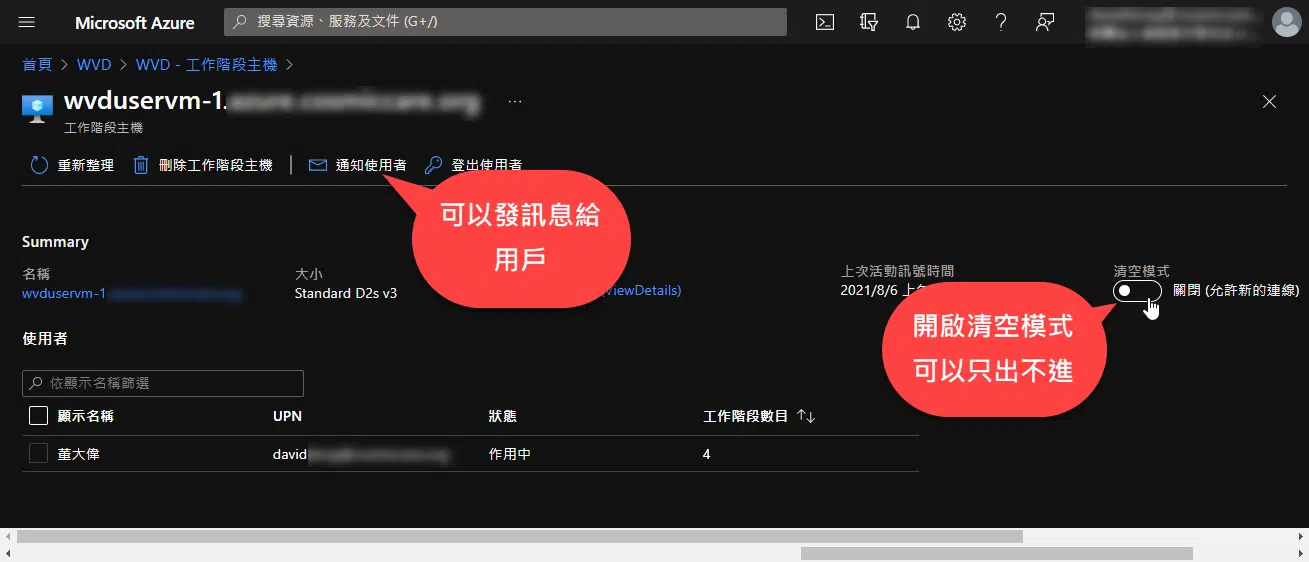 Microsoft Azure
搜尋資源、服務及文件 (G+/)
首頁 > WVD > WVD - 工作階段主機 >
wvduservm-1.
工作階段主機
重新整理 刪除工作階段主機 通知使用者 登出使用者
可以發訊息給
用戶
Summary
名稱 大小 上次活動訊號時間 清空模式
wvduservm-1 Standard D2s v3 ViewDetails) 2021/8/6 上 關閉 (允許新的連線)
開啟清空模式
可以只出不進
使用者
依顯示名稱篩選
顯示名稱 UPN 狀態 工作階段數目
董大偉 david 作用中 4